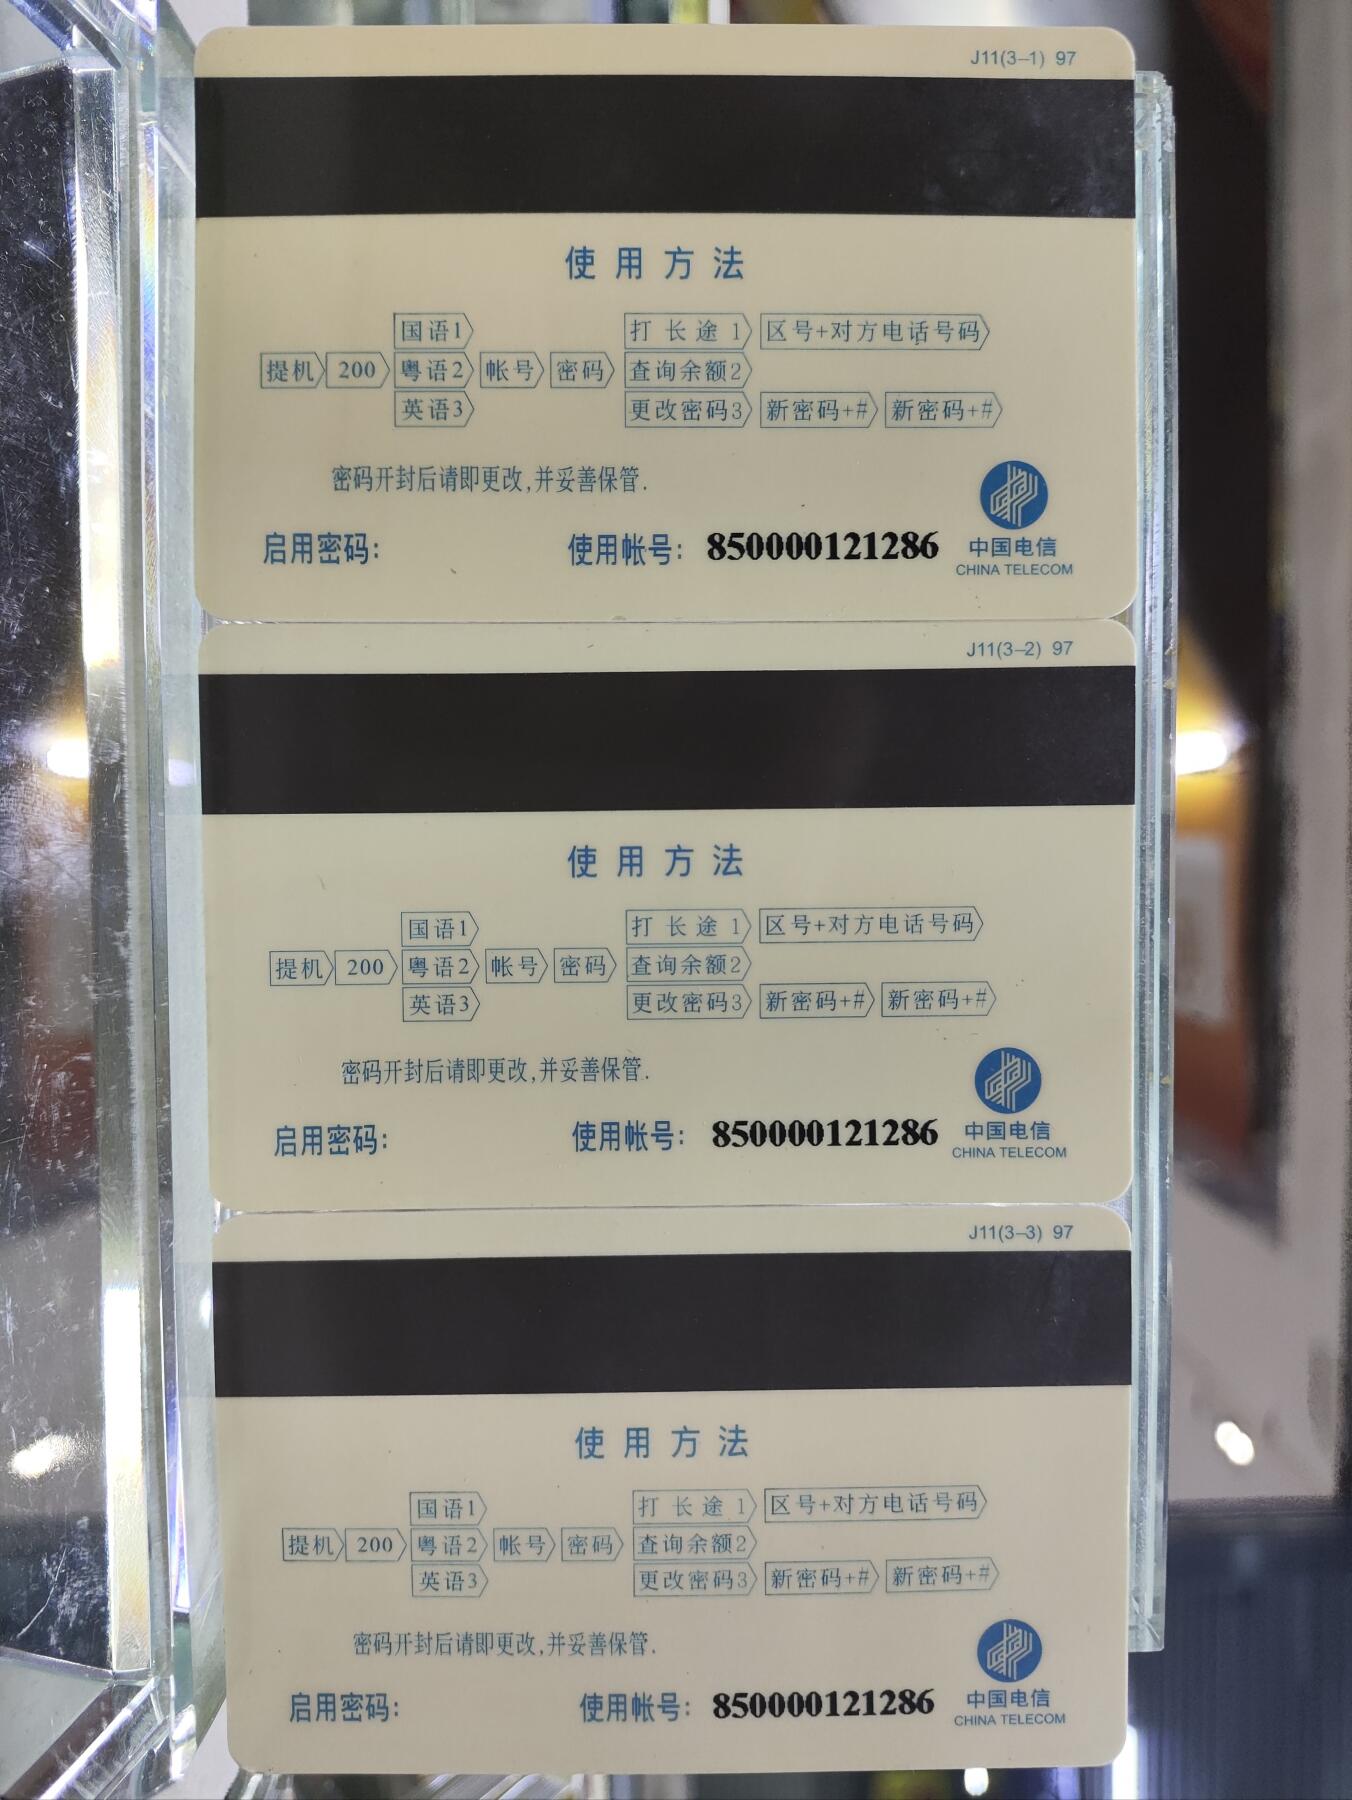 J11(3–1) 97
使用方法
国语1 打长途1 区号+对方电话号码
提机 200 粤语2 帐号 密码 查询余额2
英语3 更改密码3 新密码+# 新密码+#
密码开封后请即更改,并妥善保管.
启用密码: 使用帐号: 850000121286 中国电信
CHINA TELECOM
J11(3–2) 97
使用方法
国语1 打长途1 区号+对方电话号码
提机 200 粤语2 帐号 密码 查询余额2
英语3 更改密码3 新密码+# 新密码+#
密码开封后请即更改,并妥善保管.
启用密码: 使用帐号: 850000121286 中国电信
CHINA TELECOM
J11(3–3) 97
使用方法
国语1 打长途1 区号+对方电话号码
提机 200 粤语2 帐号 密码 查询余额2
英语3 更改密码3 新密码+# 新密码+#
密码开封后请即更改,并妥善保管.
启用密码: 使用帐号: 850000121286 中国电信
CHINA TELECOM